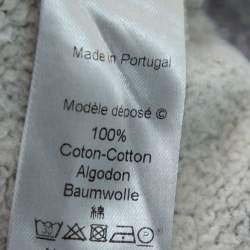 Made in Portugal
Modèle déposé ©
100%
Coton-Cotton
Algodon
Baumwolle
綿